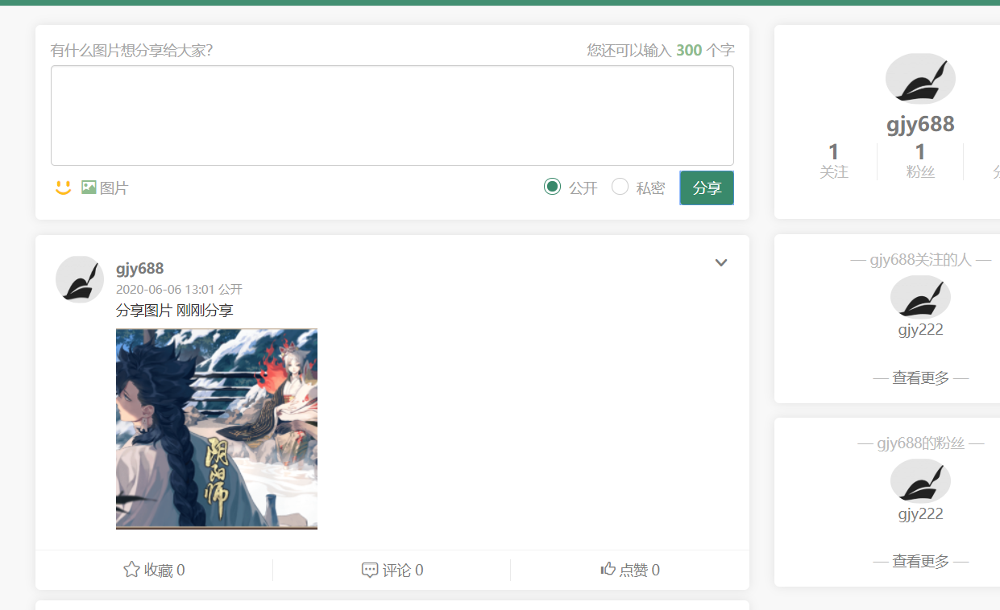 有什么图片想分享给大家?
您还可以输入 300 个字
图片
公开
私密
分享
gjy688
2020-06-06 13:01 公开
分享图片 刚刚分享
阴阳师
收藏 0
评论 0
点赞 0
gjy688
1
关注
1
粉丝
— gjy688关注的人 —
gjy222
— 查看更多 —
— gjy688的粉丝 —
gjy222
— 查看更多 —